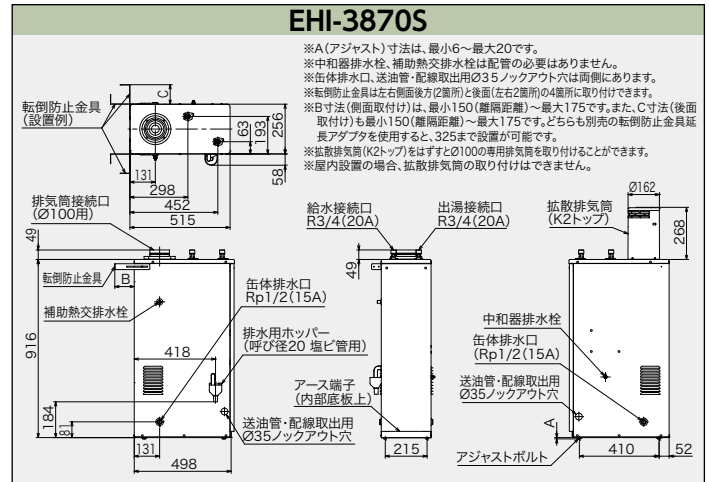 EHI-3870S
※A(アジャスト)寸法は、最小6～最大20です。
※中和器排水栓、補助熱交排水栓は配管の必要はありません。
※缶体排水口、送油管・配線取出用Ø35ノックアウト穴は両側にあります。
※転倒防止金具は左右側面後方(2箇所)と後面(左右2箇所)の4箇所に取り付けできます。
※B寸法(側面取付け)は、最小150(離隔距離)～最大175です。また、C寸法(後面
取付け)も最小150(離隔距離)～最大175です。どちらも別売の転倒防止金具延
長アダプタを使用すると、325まで設置が可能です。
※拡散排気筒(K2トップ)をはずすとØ100の専用排気筒を取り付けることができます。
※屋内設置の場合、拡散排気筒の取り付けはできません。
転倒防止金具
(設置例)
C
63
193
256
58
131
298
452
515
排気筒接続口
(Ø100用)
49
転倒防止金具
B
補助熱交排水栓
916
418
184
81
131
498
缶体排水口
Rp1/2(15A)
排水用ホッパー
(呼び径20 塩ビ管用)
送油管・配線取出用
Ø35ノックアウト穴
給水接続口
R3/4(20A)
出湯接続口
R3/4(20A)
49
アース端子
(内部底板上)
215
拡散排気筒
(K2トップ)
Ø162
268
中和器排水栓
缶体排水口
(Rp1/2(15A)
送油管・配線取出用
Ø35ノックアウト穴
A
アジャストボルト
410
52